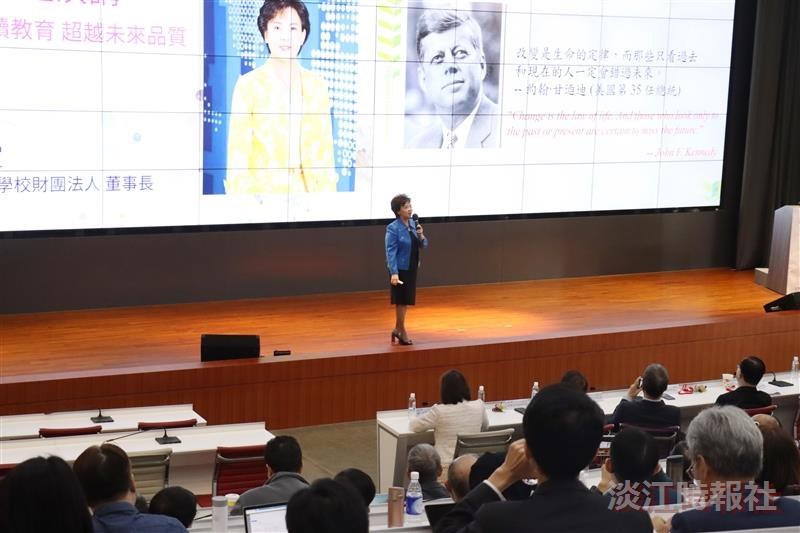 演講
續教育 超越未來品質
學校財團法人 董事長
改變是生命的定律，而那些只看過去
和現在的人一定會錯過未來。
-- 約翰·甘迺迪 (美國第 35 任總統)
"Change is the law of life. And those who look only to
the past or present are certain to miss the future."
-- John F. Kennedy
淡江時報社